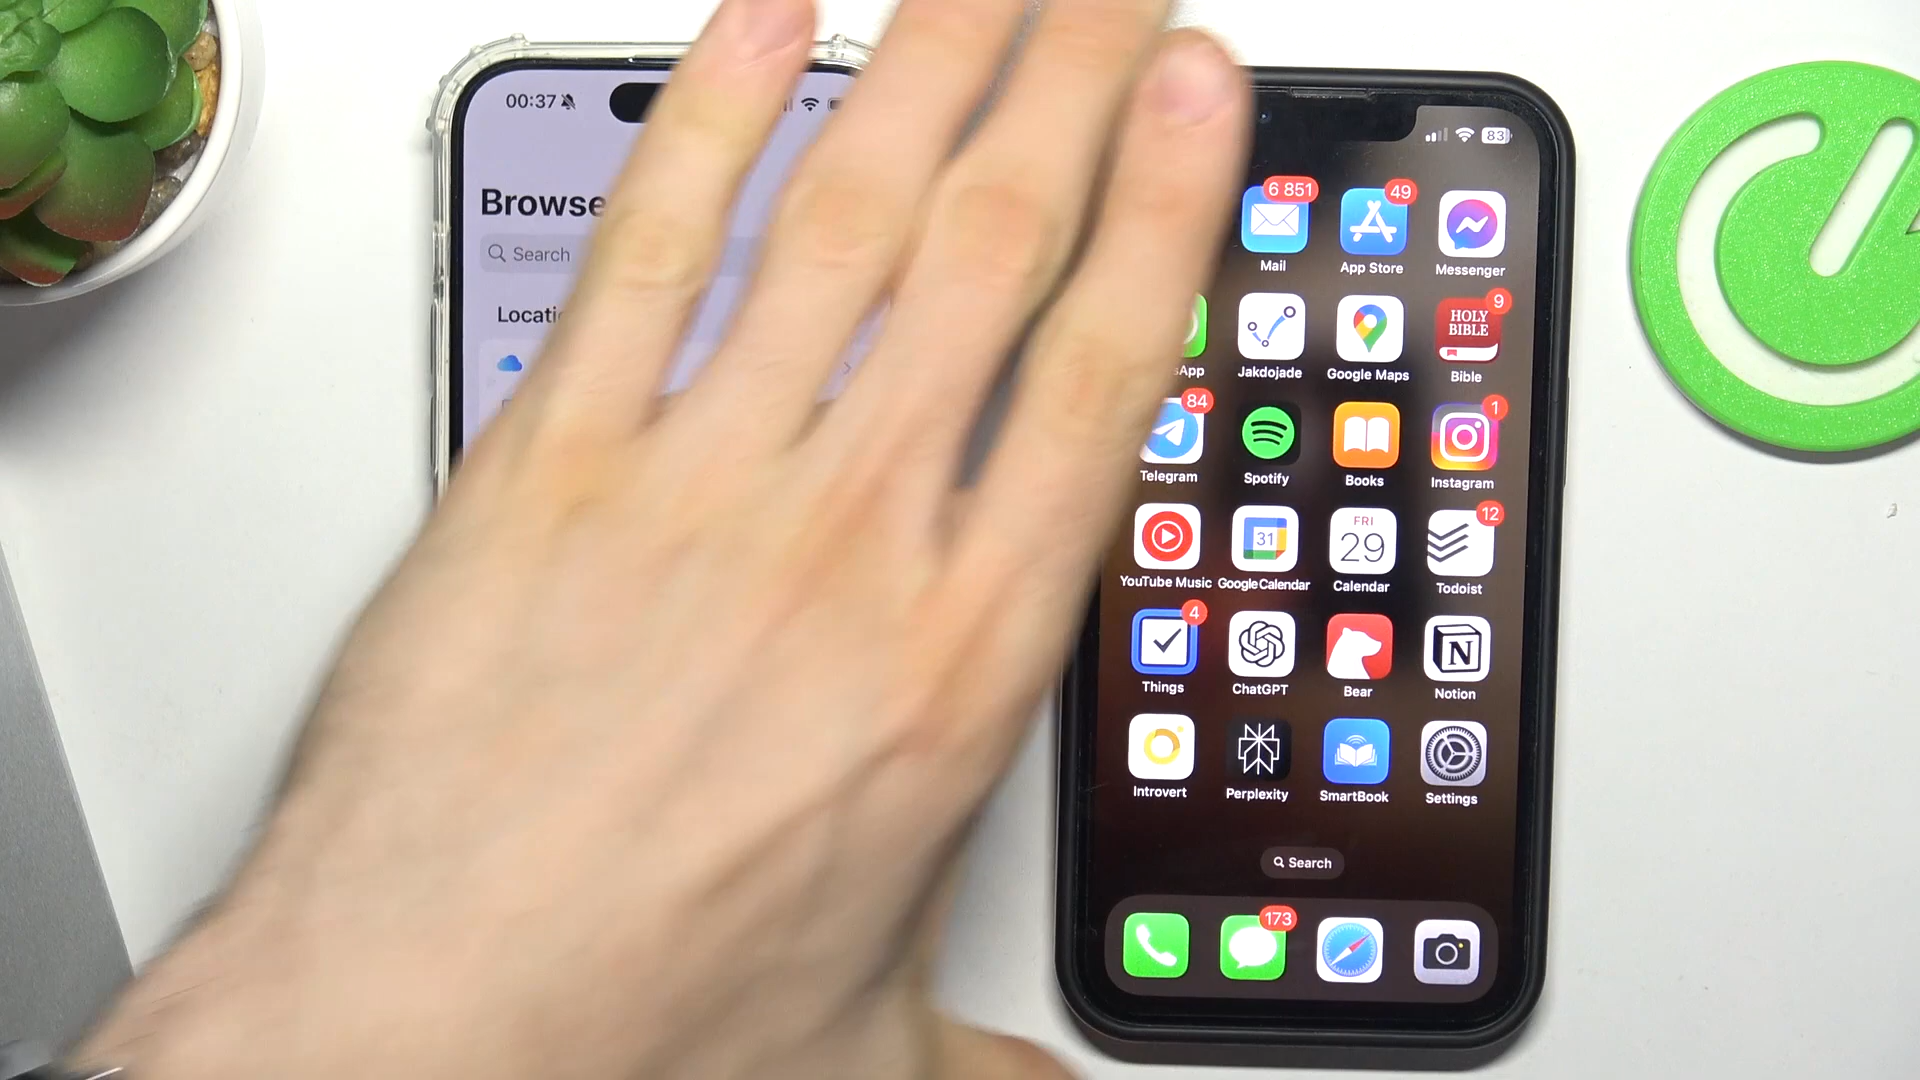 00:37
Browse
Search
83
6 851
49
Mail
App Store
Messenger
9
HOLY
BIBLE
sApp
Jakdojade
Google Maps
Bible
84
1
Telegram
Spotify
Books
Instagram
12
31
FRI
29
YouTube Music
Google Calendar
Calendar
Todoist
4
N
Things
ChatGPT
Bear
Notion
Introvert
Perplexity
SmartBook
Settings
Search
173